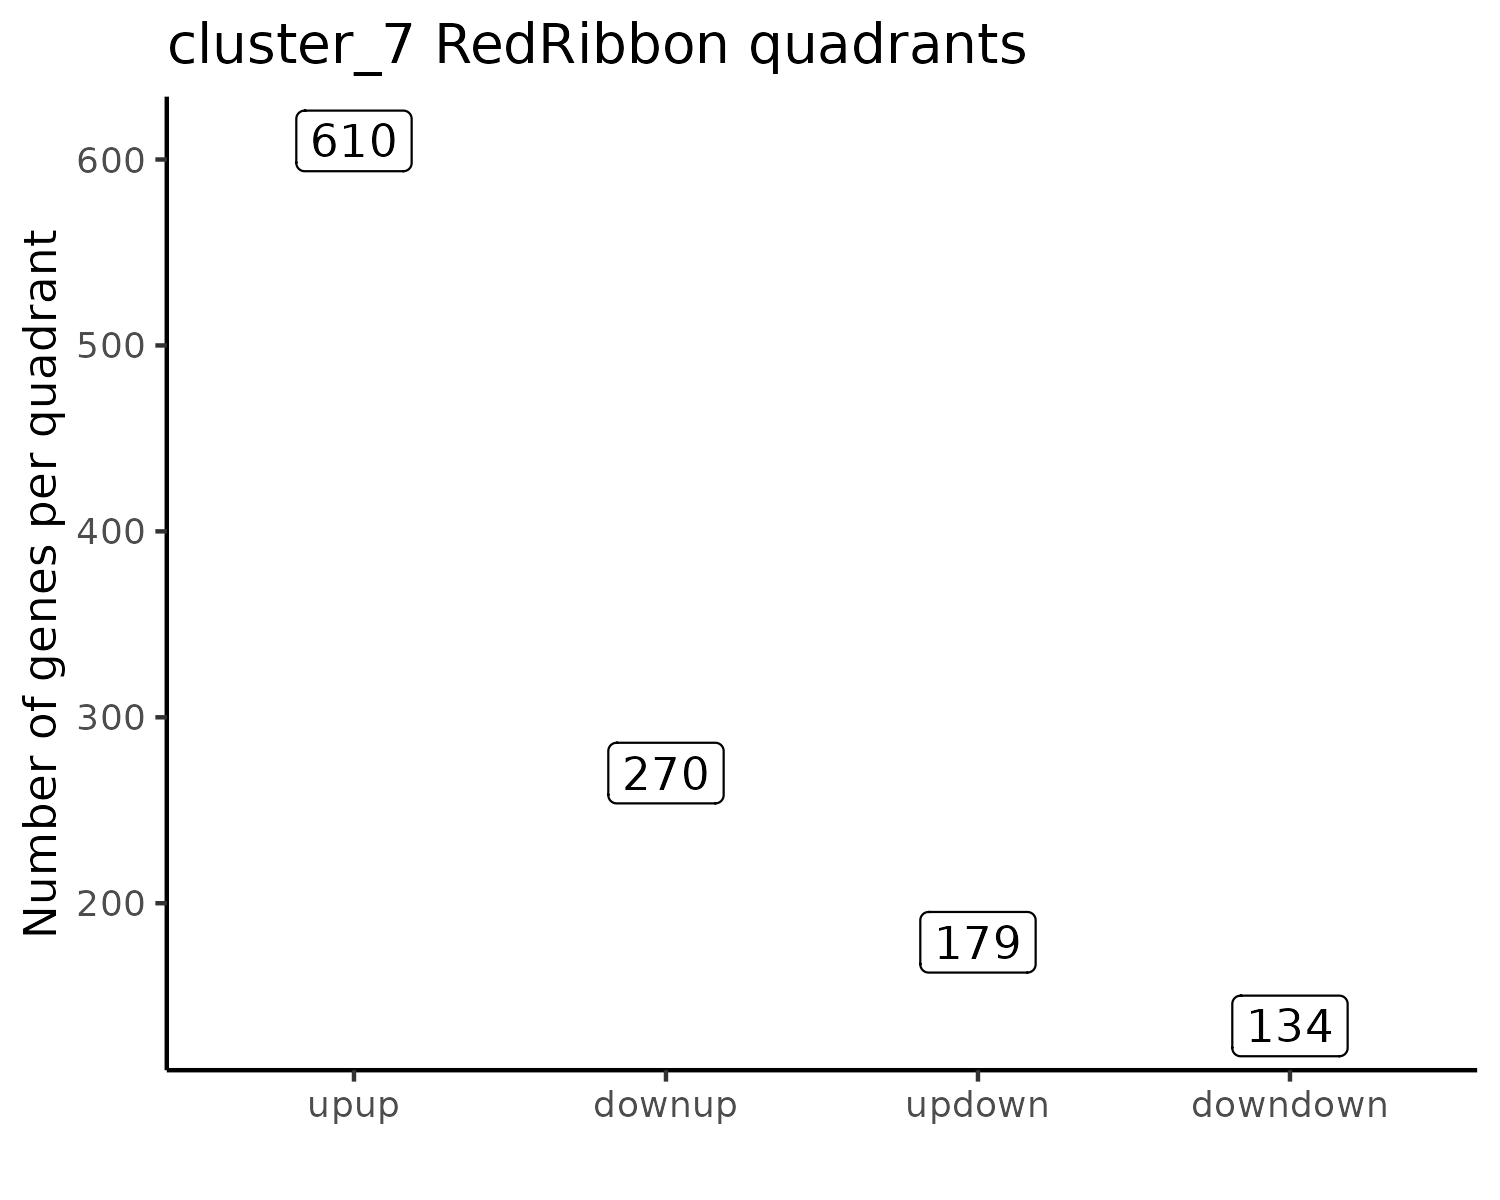 cluster_7 RedRibbon quadrants
Number of genes per quadrant
600
500
400
300
200
610
270
179
134
upup
downup
updown
downdown